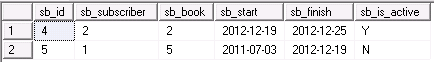 sb_id sb_subscriber sb_book sb_start sb_finish sb_is_active
1 4 2 2 2012-12-19 2012-12-25 Y
2 5 1 5 2011-07-03 2012-12-19 N